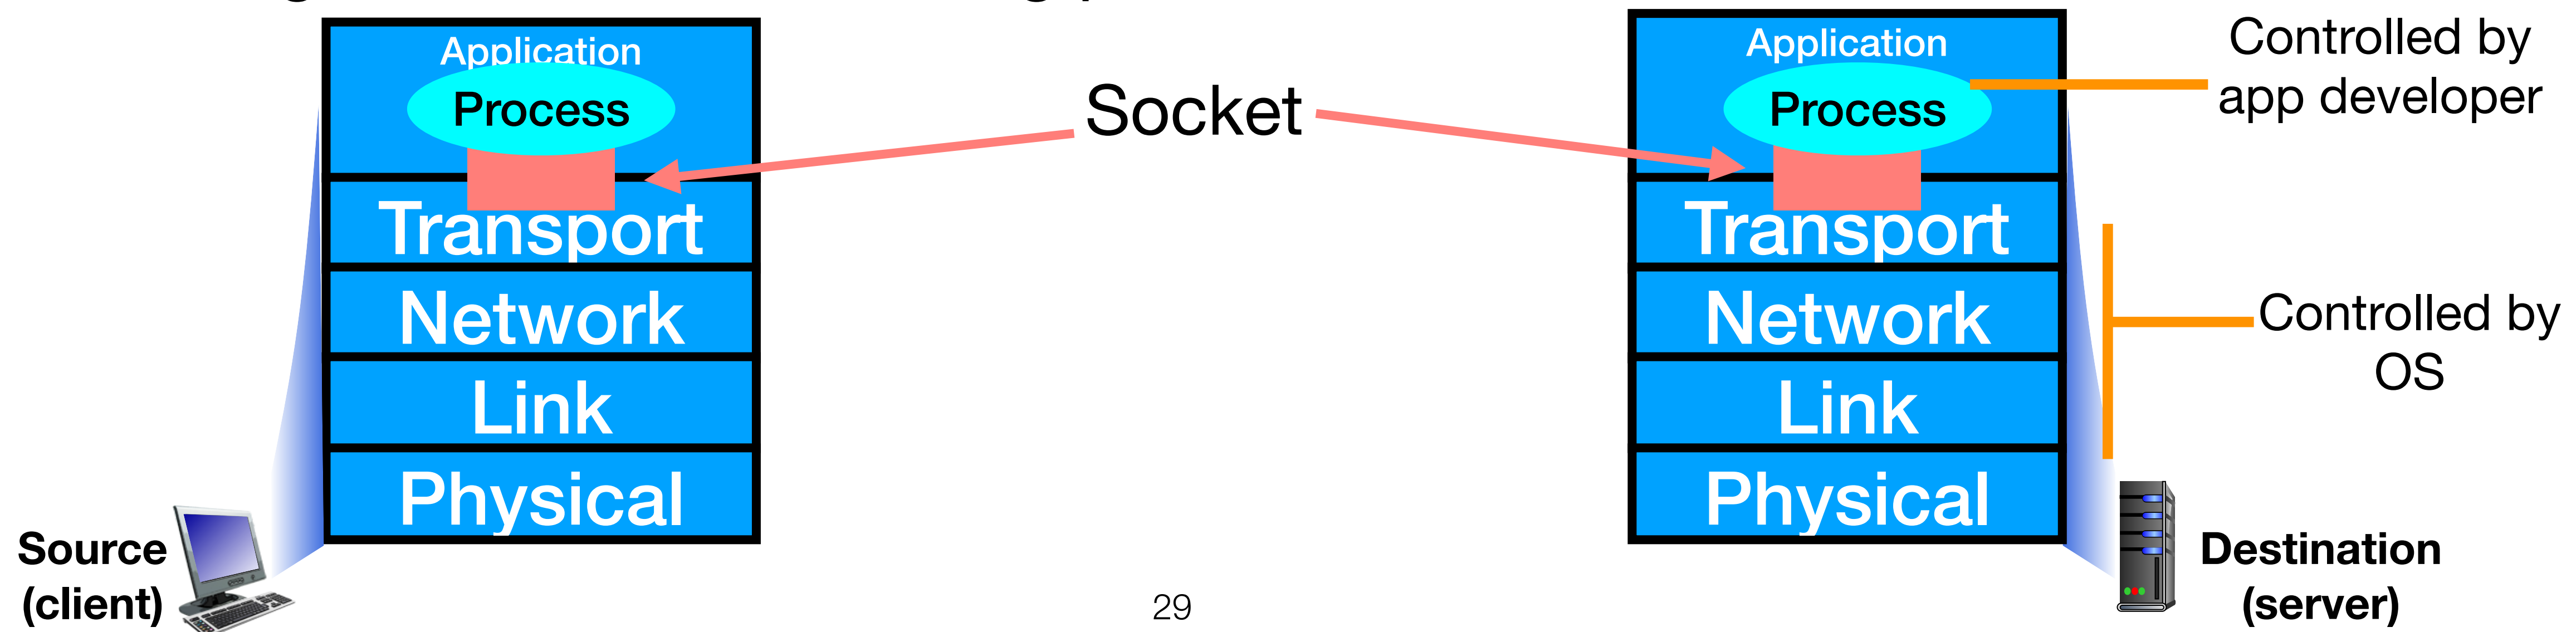 Application
Process
Transport
Network
Link
Physical
Source
(client)
Socket
Application
Process
Transport
Network
Link
Physical
Controlled by
app developer
Controlled by
OS
Destination
(server)
29